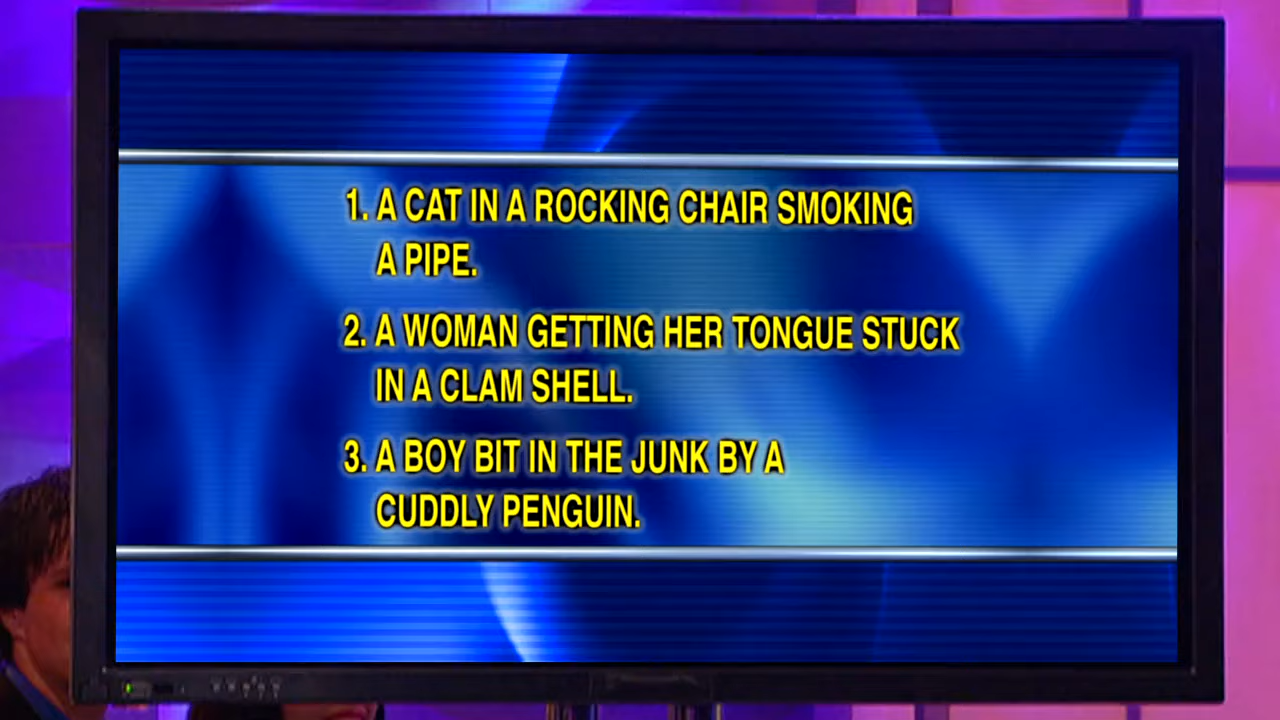 1. A CAT IN A ROCKING CHAIR SMOKING
A PIPE.
2. A WOMAN GETTING HER TONGUE STUCK
IN A CLAM SHELL.
3. A BOY BIT IN THE JUNK BY A
CUDDLY PENGUIN.